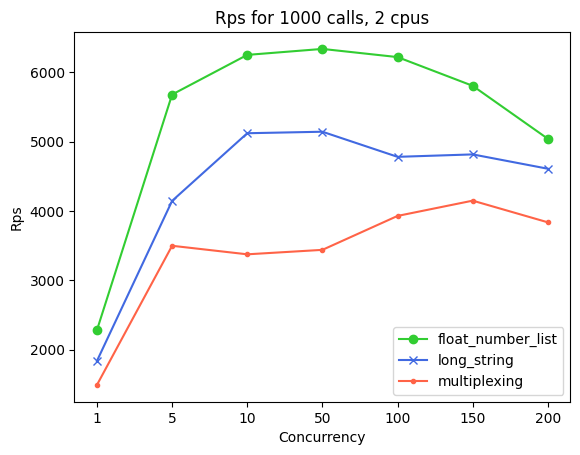 Rps for 1000 calls, 2 cpus
6000
5000
4000
3000
2000
Rps
float_number_list
long_string
multiplexing
1 5 10 50 100 150 200
Concurrency